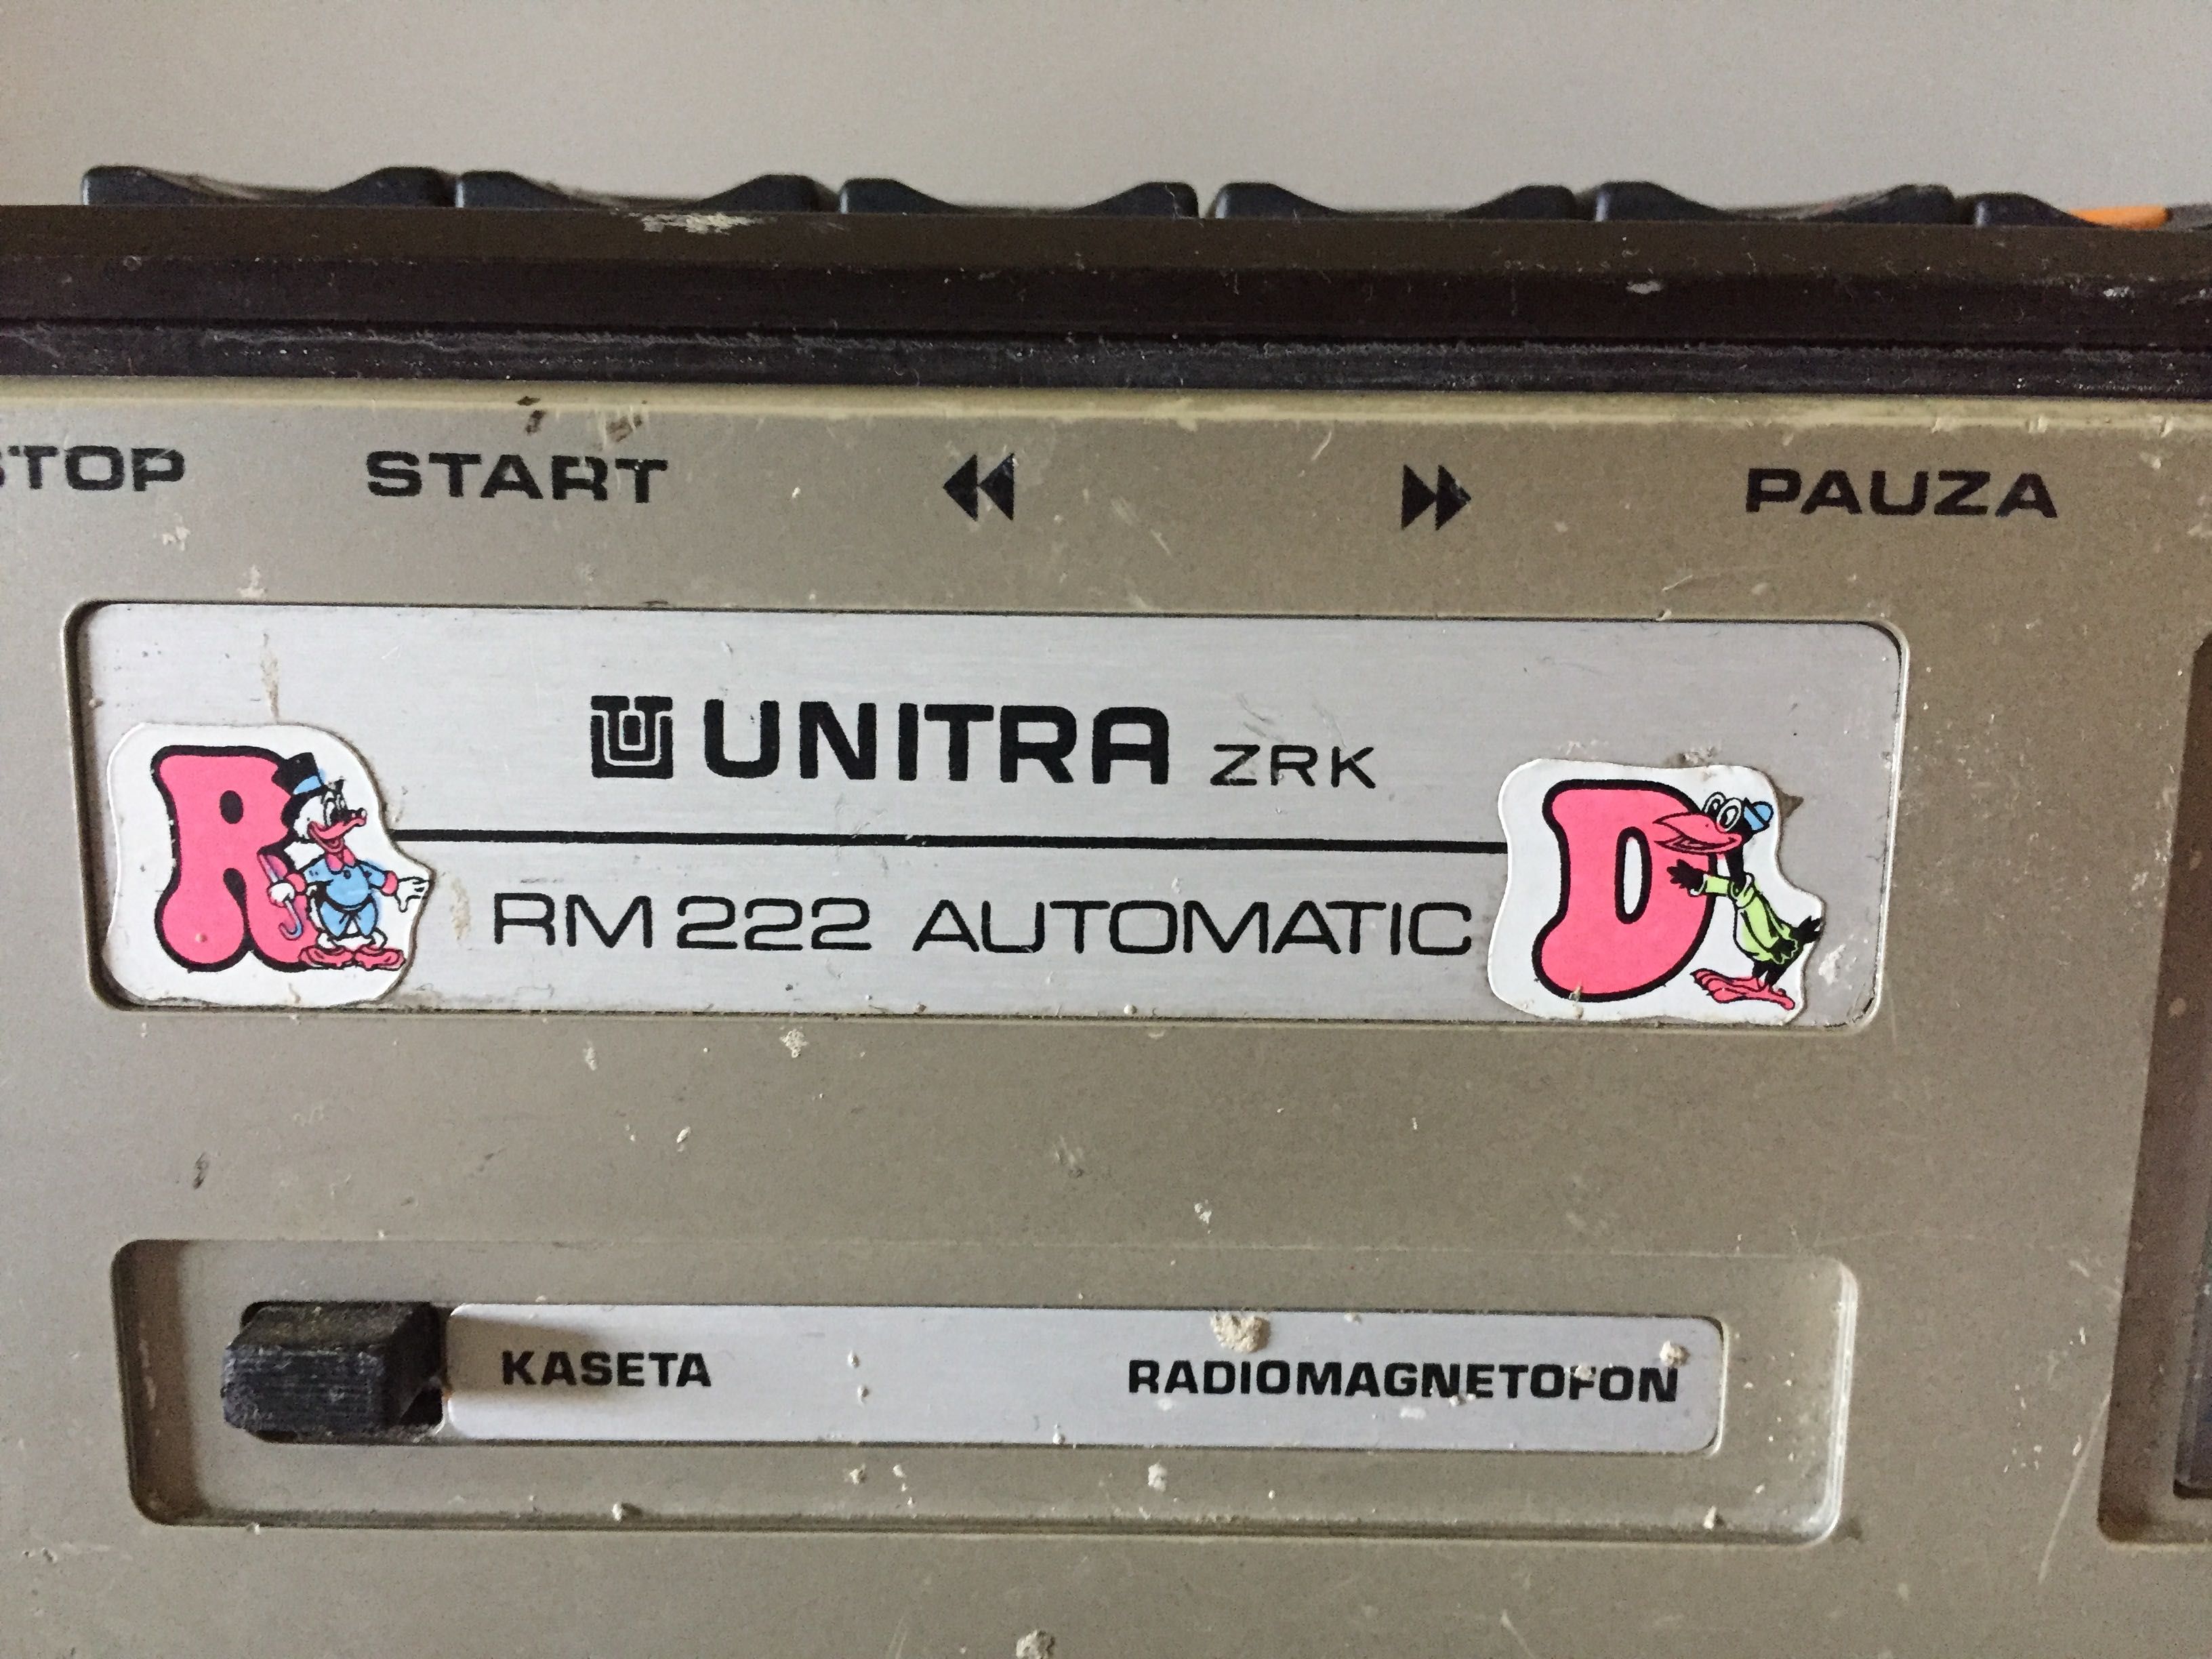 STOP START PAUZA
UNITRA ZRK
R RM 222 AUTOMATIC D
KASETA RADIOMAGNETOFON